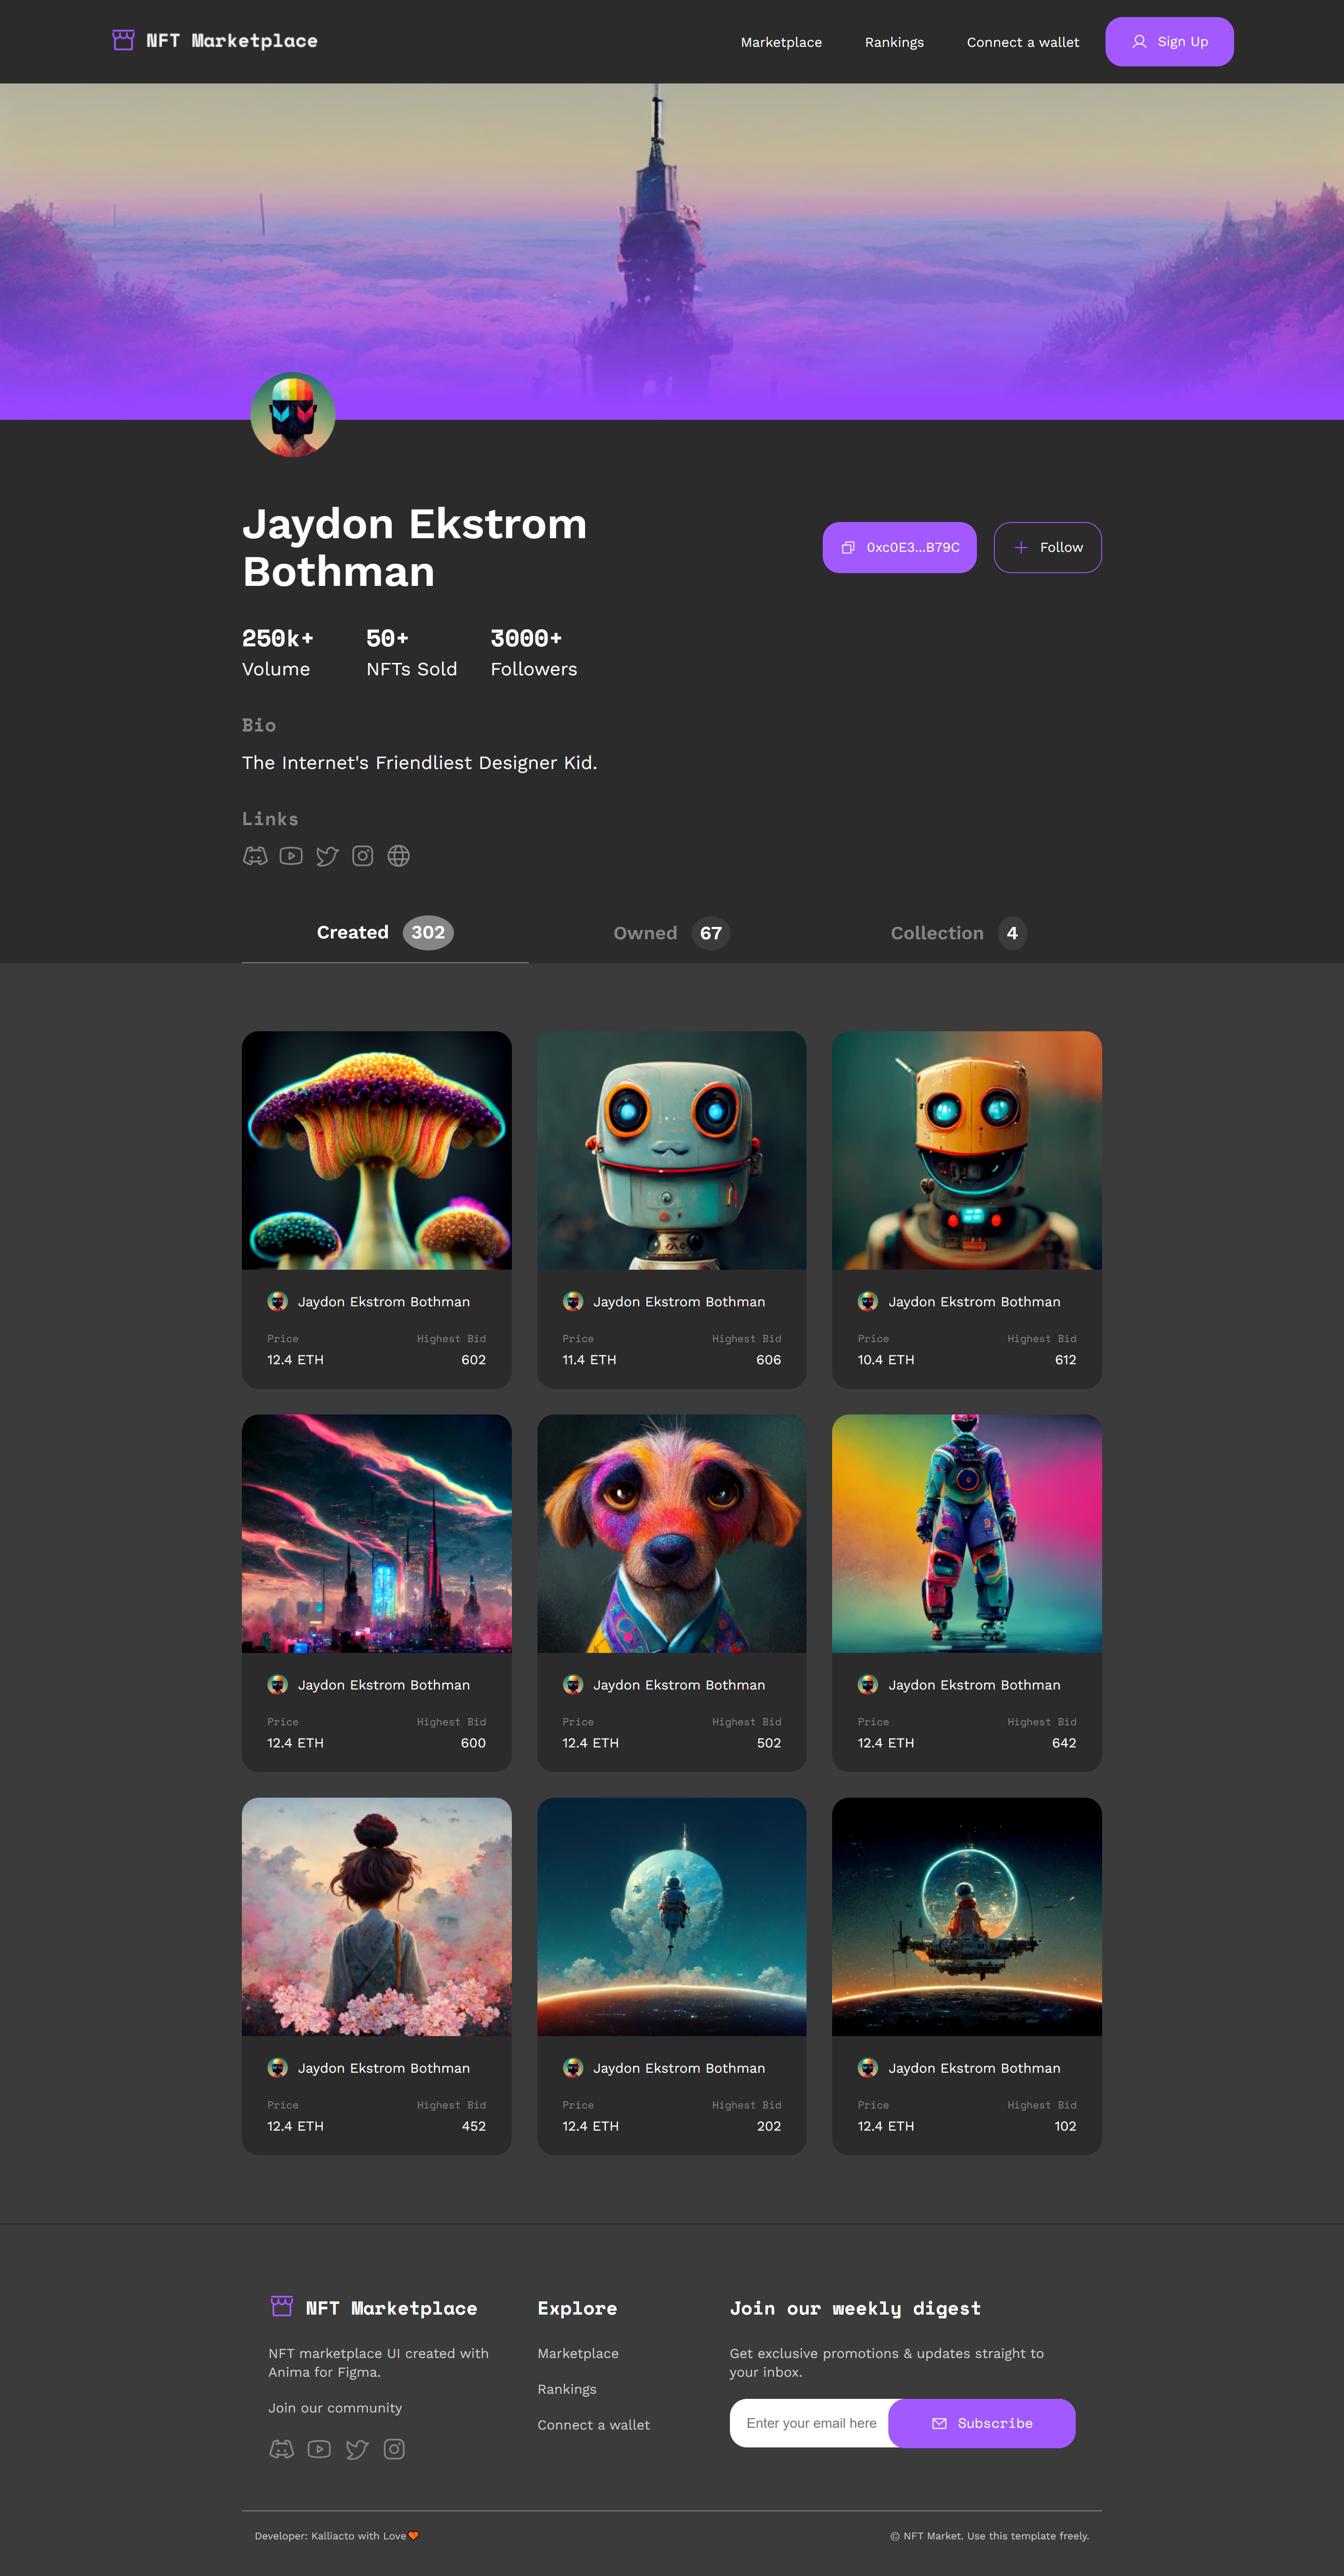 NFT Marketplace
Marketplace
Rankings
Connect a wallet
Sign Up
Jaydon Ekstrom
Bothman
0xc0E3...B79C
Follow
250k+
50+
3000+
Volume
NFTs Sold
Followers
Bio
The Internet's Friendliest Designer Kid.
Links
Created 302
Owned 67
Collection 4
Jaydon Ekstrom Bothman
Price Highest Bid
12.4 ETH 602
Jaydon Ekstrom Bothman
Price Highest Bid
11.4 ETH 606
Jaydon Ekstrom Bothman
Price Highest Bid
10.4 ETH 612
Jaydon Ekstrom Bothman
Price Highest Bid
12.4 ETH 600
Jaydon Ekstrom Bothman
Price Highest Bid
12.4 ETH 502
Jaydon Ekstrom Bothman
Price Highest Bid
12.4 ETH 642
Jaydon Ekstrom Bothman
Price Highest Bid
12.4 ETH 452
Jaydon Ekstrom Bothman
Price Highest Bid
12.4 ETH 202
Jaydon Ekstrom Bothman
Price Highest Bid
12.4 ETH 102
NFT Marketplace
NFT marketplace UI created with
Anima for Figma.
Join our community
Explore
Marketplace
Rankings
Connect a wallet
Join our weekly digest
Get exclusive promotions & updates straight to
your inbox.
Enter your email here
Subscribe
Developer: Kalliacto with Love🧡
© NFT Market. Use this template freely.